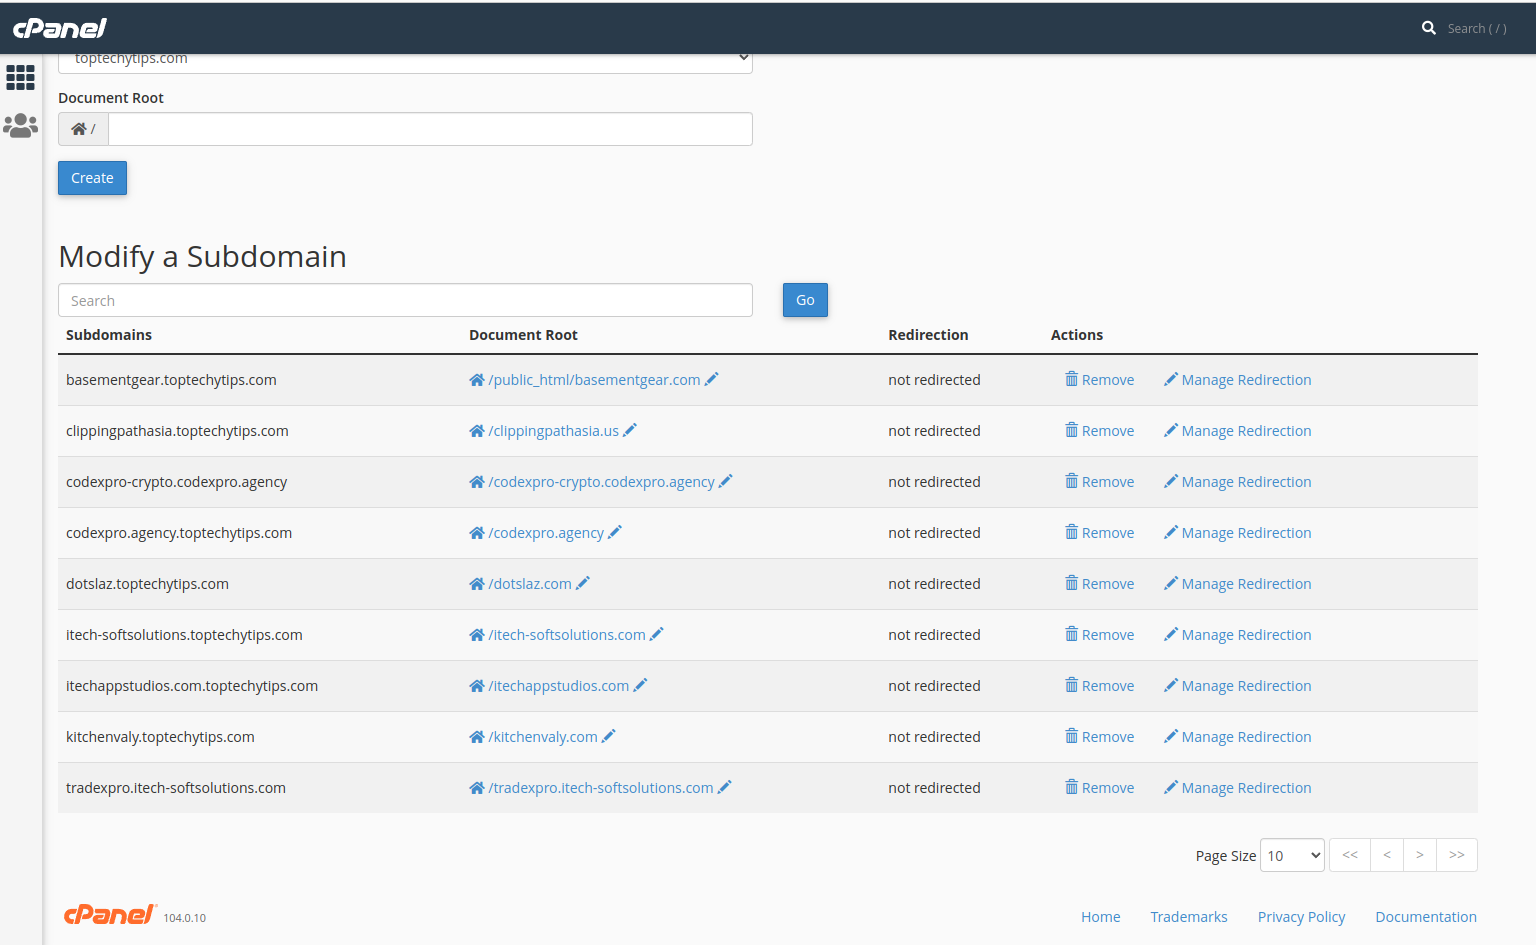 cPanel
Search ( / )
toptechytips.com
Document Root
/
Create
Modify a Subdomain
Search
Go
Subdomains Document Root Redirection Actions
basementgear.toptechytips.com /public_html/basementgear.com not redirected Remove Manage Redirection
clippingpathasia.toptechytips.com /clippingpathasia.us not redirected Remove Manage Redirection
codexpro-crypto.codexpro.agency /codexpro-crypto.codexpro.agency not redirected Remove Manage Redirection
codexpro.agency.toptechytips.com /codexpro.agency not redirected Remove Manage Redirection
dotslaz.toptechytips.com /dotslaz.com not redirected Remove Manage Redirection
itech-softsolutions.toptechytips.com /itech-softsolutions.com not redirected Remove Manage Redirection
itechappstudios.com.toptechytips.com /itechappstudios.com not redirected Remove Manage Redirection
kitchenvaly.toptechytips.com /kitchenvaly.com not redirected Remove Manage Redirection
tradexpro.itech-softsolutions.com /tradexpro.itech-softsolutions.com not redirected Remove Manage Redirection
Page Size 10 << < > >>
cPanel 104.0.10 Home Trademarks Privacy Policy Documentation